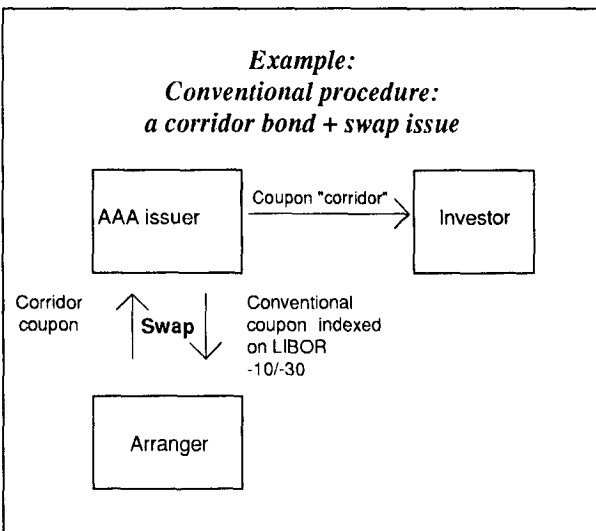 Example:
Conventional procedure:
a corridor bond + swap issue
AAA issuer
Coupon "corridor"
Investor
Corridor
coupon
Swap
Conventional
coupon indexed
on LIBOR
-10/-30
Arranger